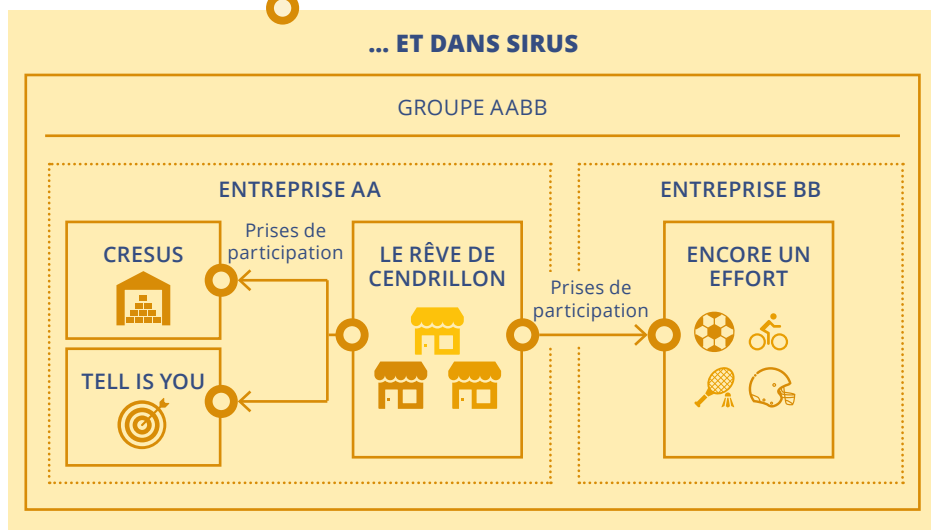 ... ET DANS SIRUS
GROUPE AABB
ENTREPRISE AA
CRESUS
Prises de
participation
LE RÊVE DE
CENDRILLON
TELL IS YOU
Prises de
participation
ENTREPRISE BB
ENCORE UN
EFFORT